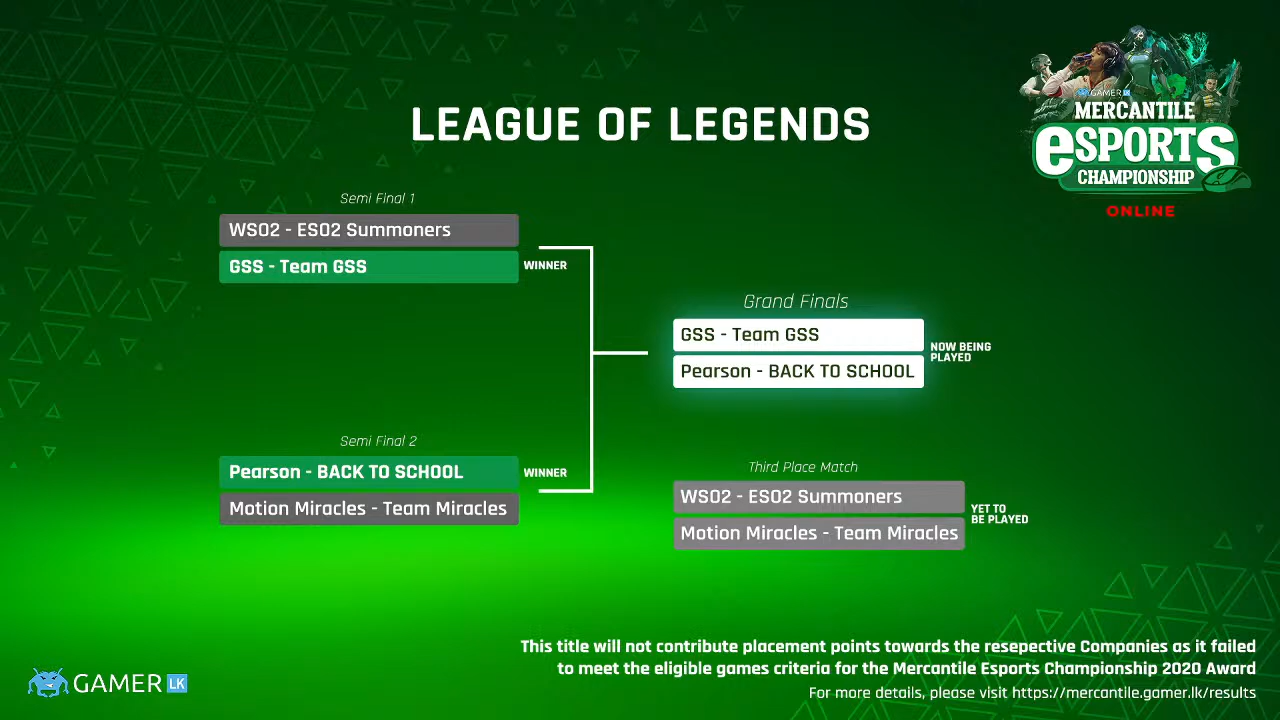 GAMER LK
MERCANTILE
eSPORTS
CHAMPIONSHIP
ONLINE
LEAGUE OF LEGENDS
Semi Final 1
WSO2 - ESO2 Summoners
GSS - Team GSS
WINNER
Grand Finals
GSS - Team GSS
Pearson - BACK TO SCHOOL
NOW BEING
PLAYED
Semi Final 2
Pearson - BACK TO SCHOOL
WINNER
Motion Miracles - Team Miracles
Third Place Match
WSO2 - ESO2 Summoners
Motion Miracles - Team Miracles
YET TO
BE PLAYED
This title will not contribute placement points towards the resepective Companies as it failed
to meet the eligible games criteria for the Mercantile Esports Championship 2020 Award
For more details, please visit https://mercantile.gamer.lk/results
GAMER LK